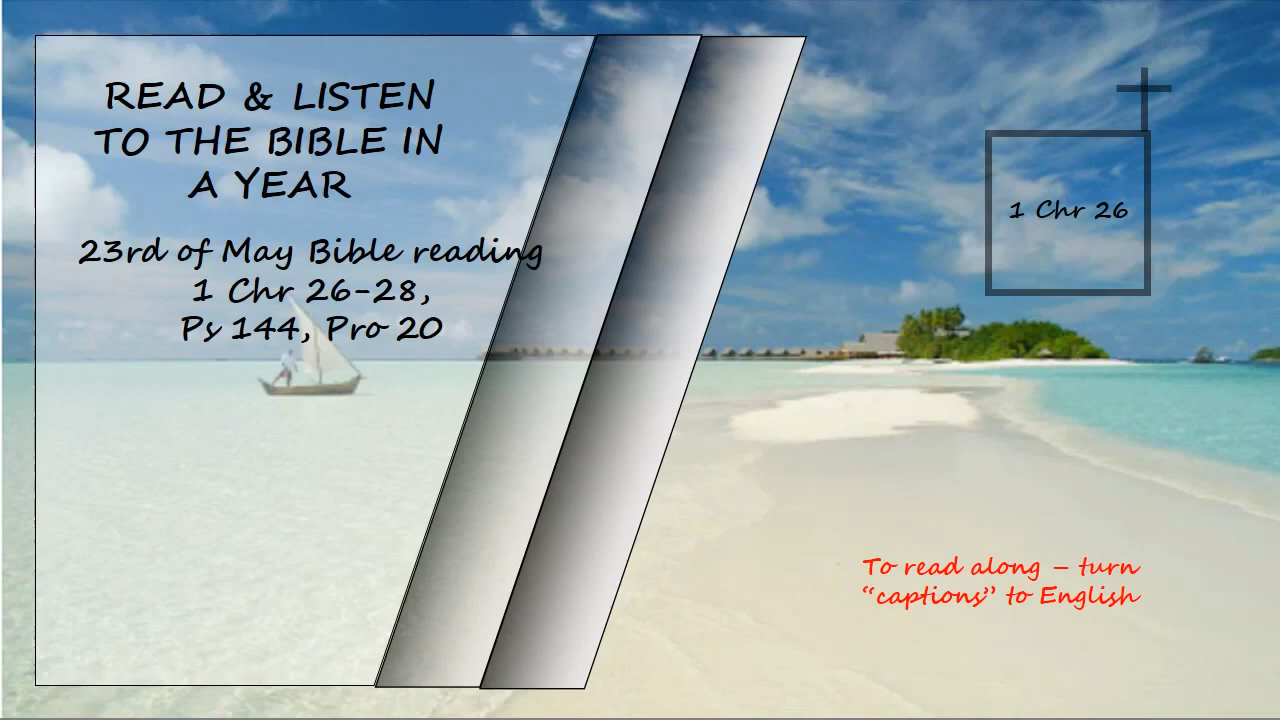 READ & LISTEN
TO THE BIBLE IN
A YEAR
23rd of May Bible reading
1 Chr 26-28,
Ps 144, Pro 20
1 Chr 26
To read along – turn
“captions” to English